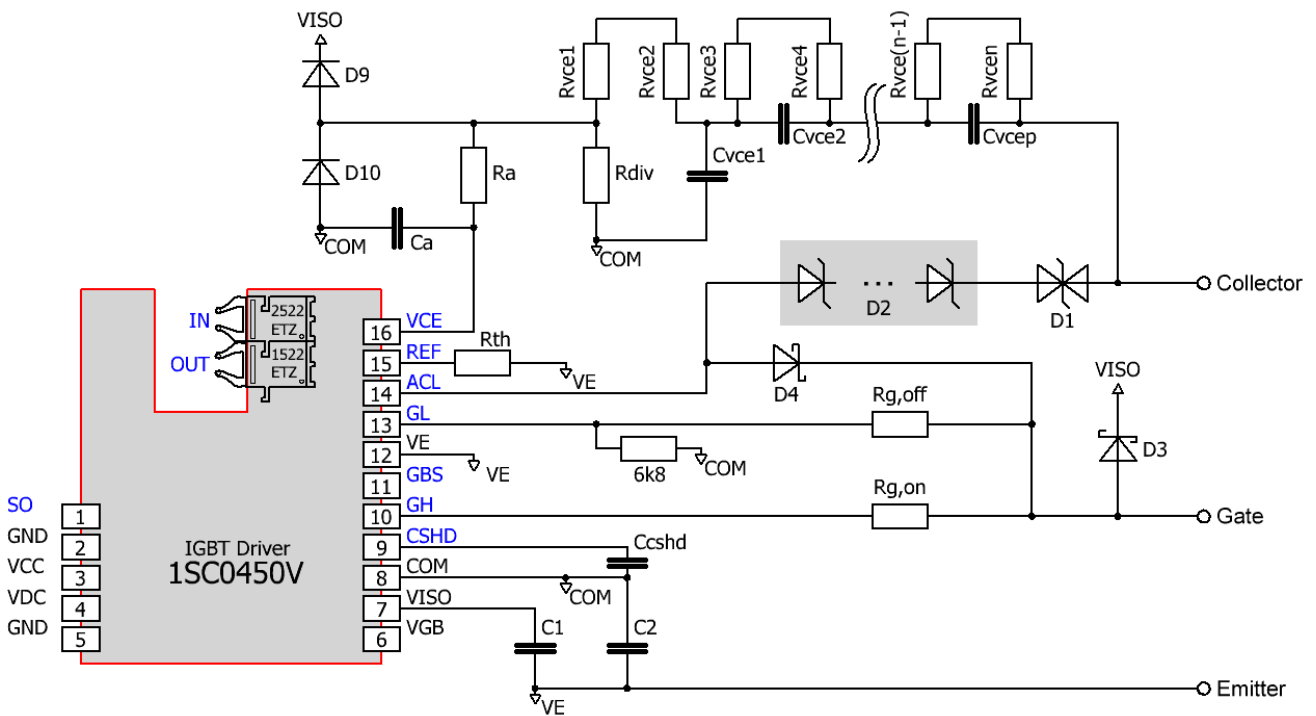 VISO
D9
D10
COM
Ca
Ra
Rvce1
Rvce2
Rvce3
Rvce4
Rvce(n-1)
Rvcen
Rdiv
COM
Cvce1
Cvce2
Cvcep
...
D2
D1
Collector
IN
OUT
2522
ETZ
1522
ETZ
16
VCE
15
REF
Rth
VE
14
ACL
D4
13
GL
6k8
COM
Rg,off
VISO
D3
12
VE
VE
11
GBS
10
GH
Rg,on
Gate
9
CSHD
Ccshd
8
COM
COM
7
VISO
C1
C2
6
VGB
VE
Emitter
SO
1
GND
2
VCC
3
VDC
4
GND
5
IGBT Driver
1SC0450V